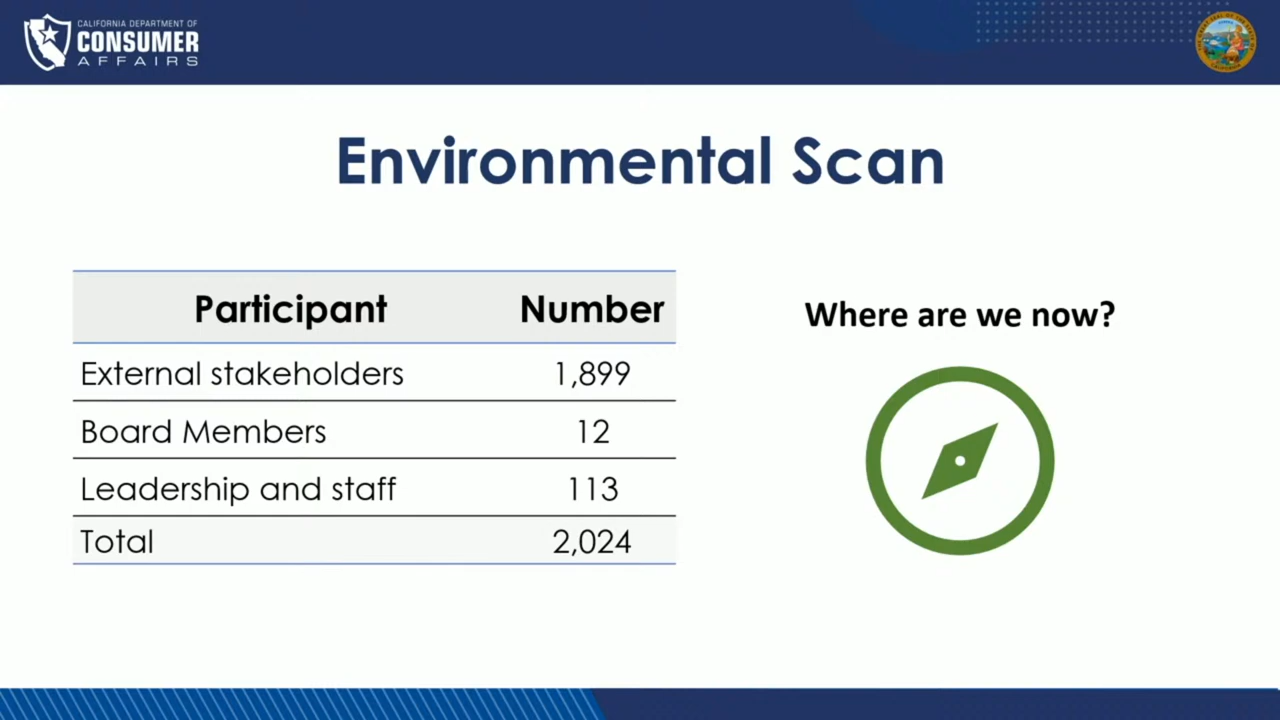 CALIFORNIA DEPARTMENT OF
CONSUMER
AFFAIRS
Environmental Scan
Participant Number
External stakeholders 1,899
Board Members 12
Leadership and staff 113
Total 2,024
Where are we now?